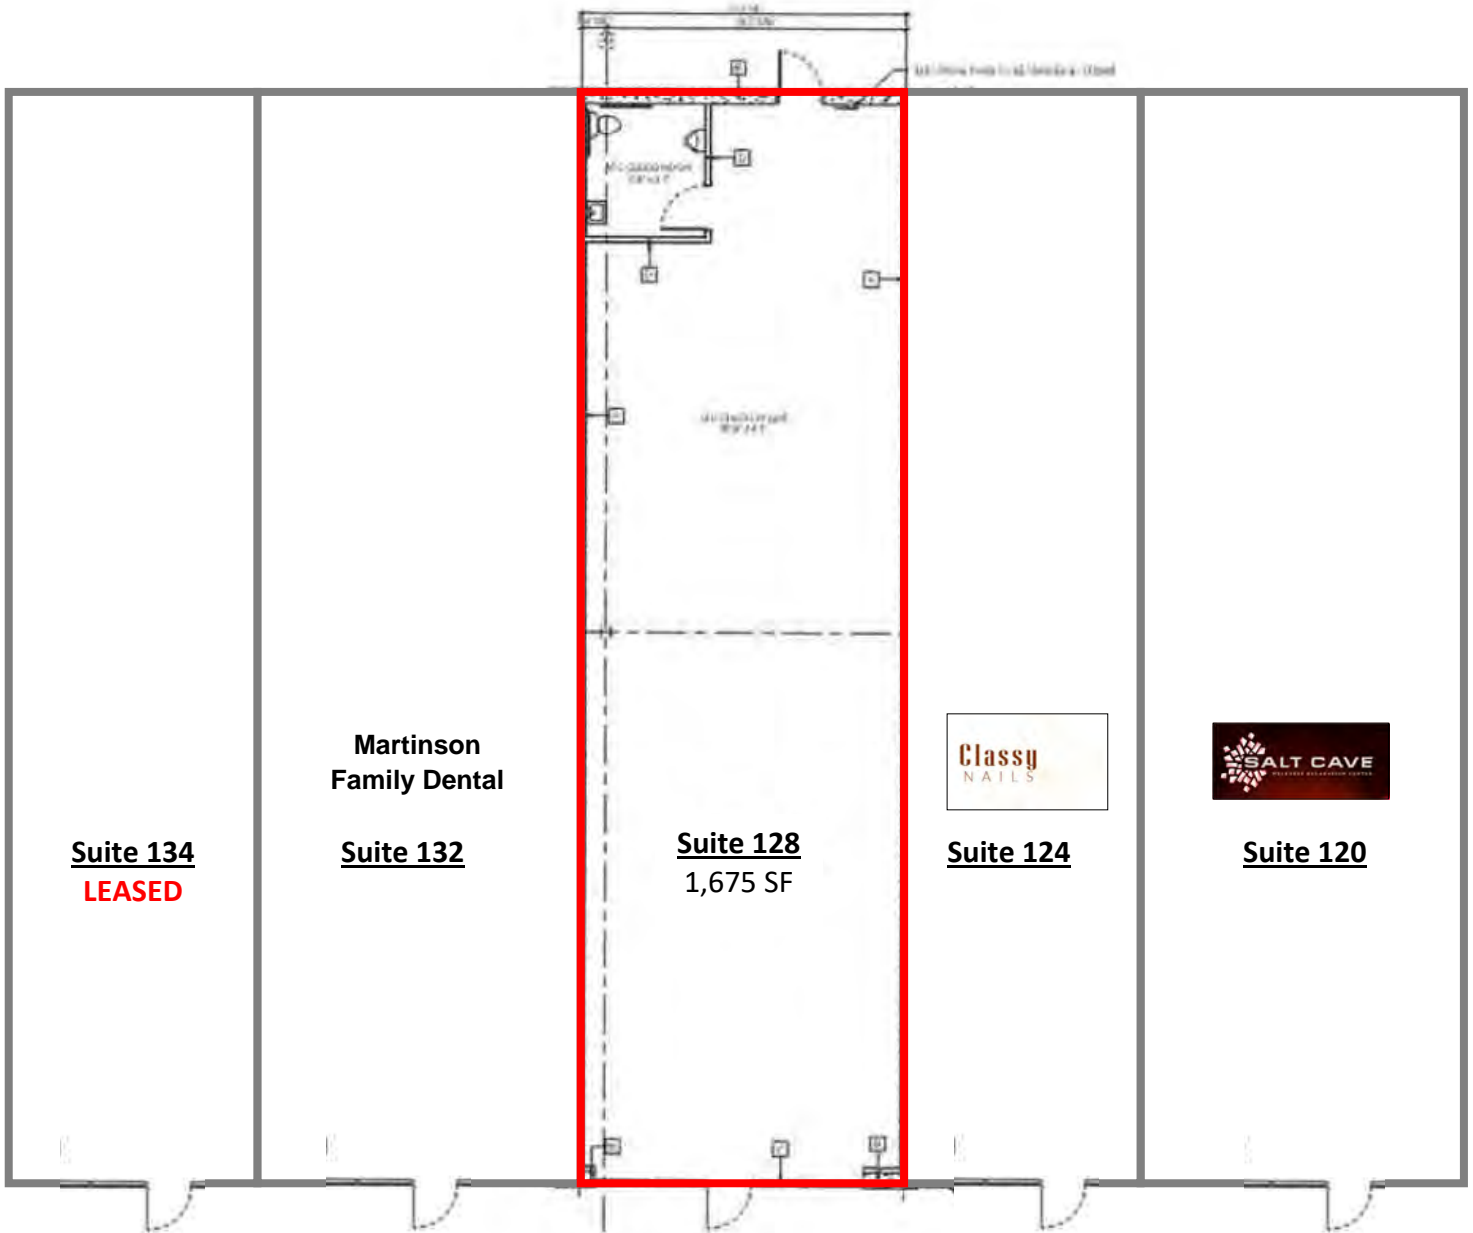 Martinson
Family Dental
Classy
NAILS
SALT CAVE
Suite 134
LEASED
Suite 132
Suite 128
1,675 SF
Suite 124
Suite 120